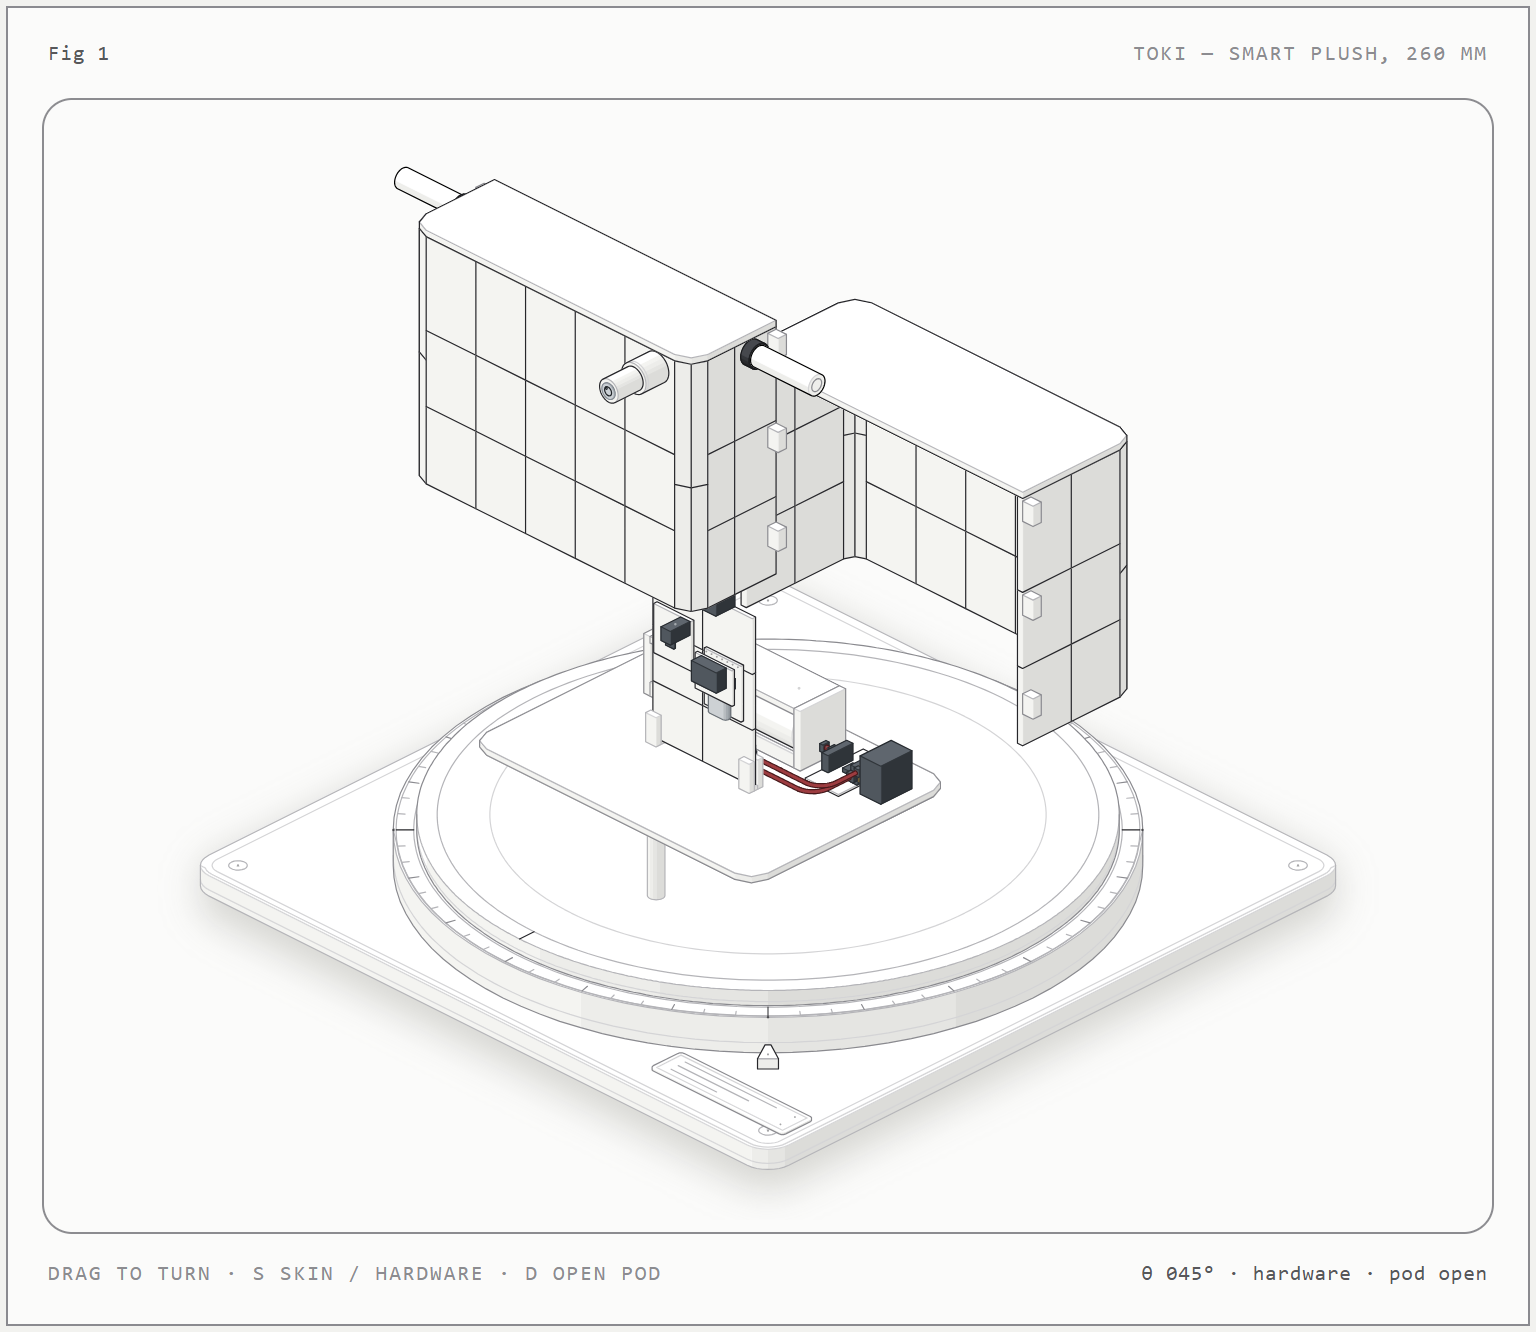 Fig 1
TOKI — SMART PLUSH, 260 MM
DRAG TO TURN · S SKIN / HARDWARE · D OPEN POD
θ 045° · hardware · pod open